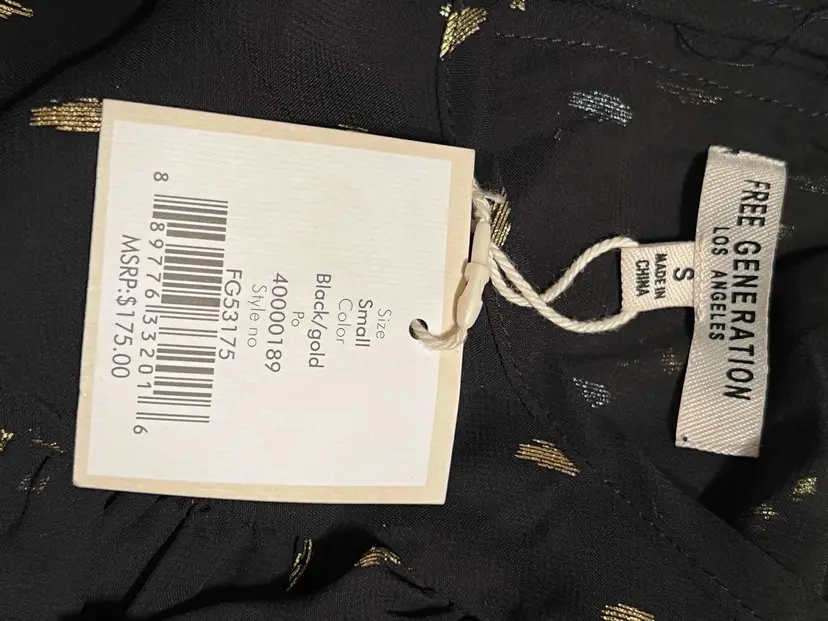 Size
Small
Color
Black/gold
Po
40000189
Style no
FG53175
8 89776 33201 6
MSRP:$175.00
FREE GENERATION
LOS ANGELES
S
MADE IN
CHINA